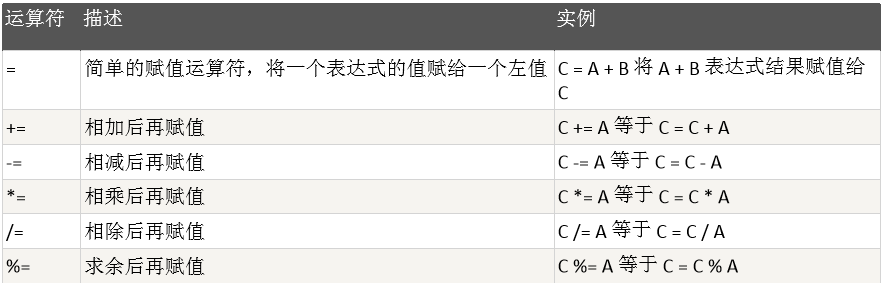 运算符 描述 实例
= 简单的赋值运算符，将一个表达式的值赋给一个左值 C = A + B 将 A + B 表达式结果赋值给
C
+= 相加后再赋值 C += A 等于 C = C + A
-= 相减后再赋值 C -= A 等于 C = C - A
*= 相乘后再赋值 C *= A 等于 C = C * A
/= 相除后再赋值 C /= A 等于 C = C / A
%= 求余后再赋值 C %= A 等于 C = C % A